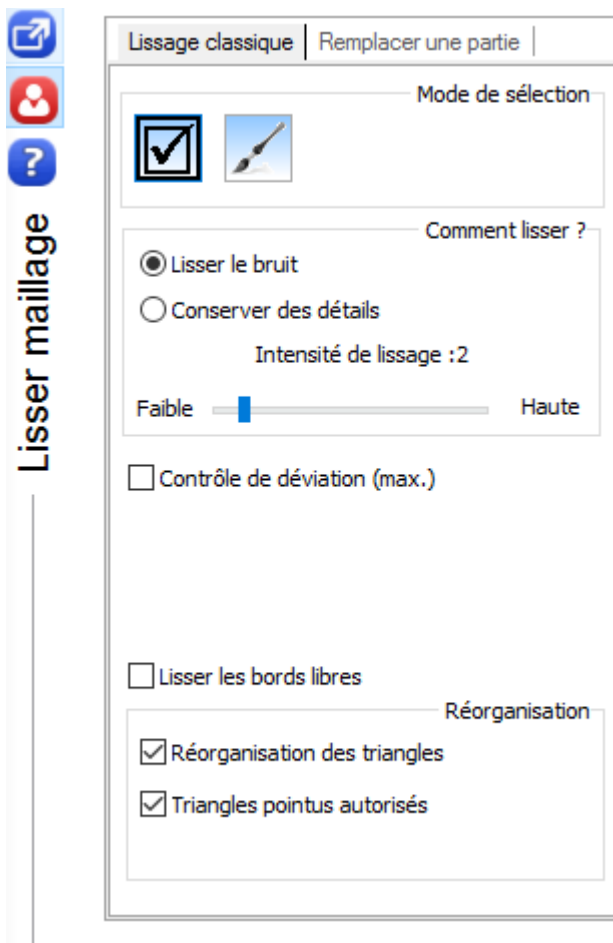 Lisser maillage
Lissage classique
Remplacer une partie
Mode de sélection
Comment lisser ?
Lisser le bruit
Conserver des détails
Intensité de lissage :2
Faible
Haute
Contrôle de déviation (max.)
Lisser les bords libres
Réorganisation
Réorganisation des triangles
Triangles pointus autorisés